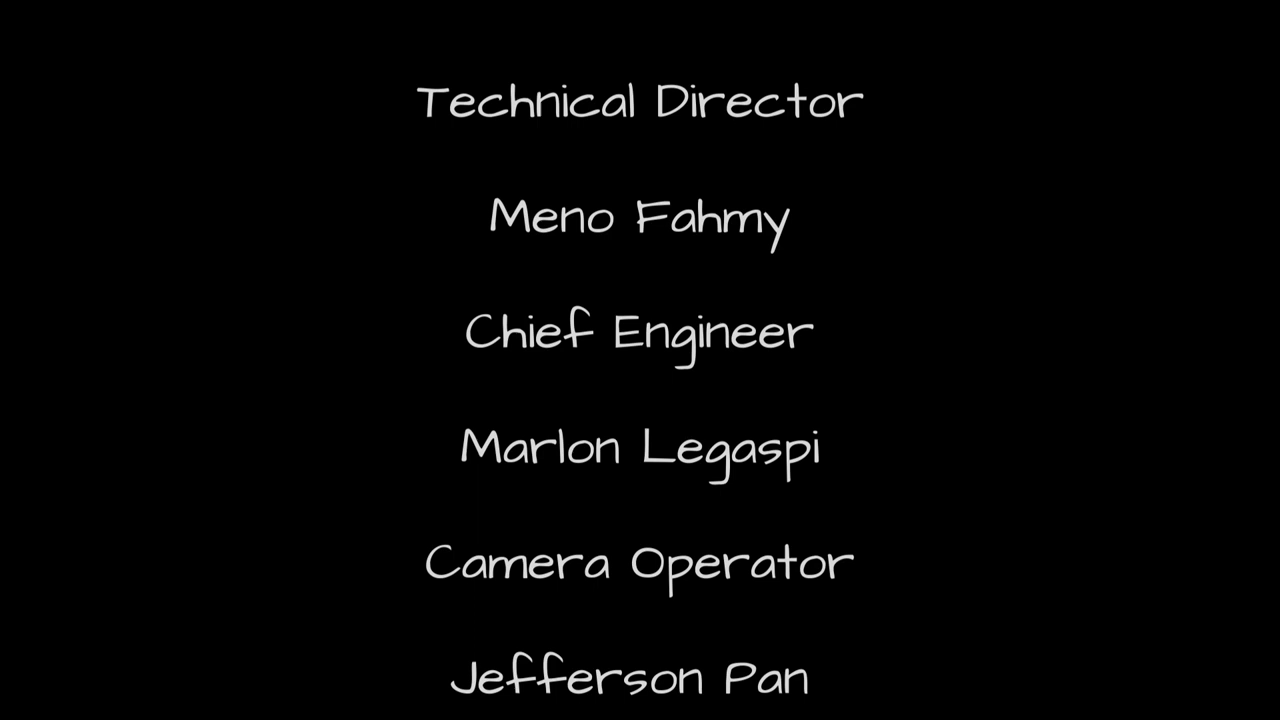 Technical Director
Meno Fahmy
Chief Engineer
Marlon Legaspi
Camera Operator
Jefferson Pan